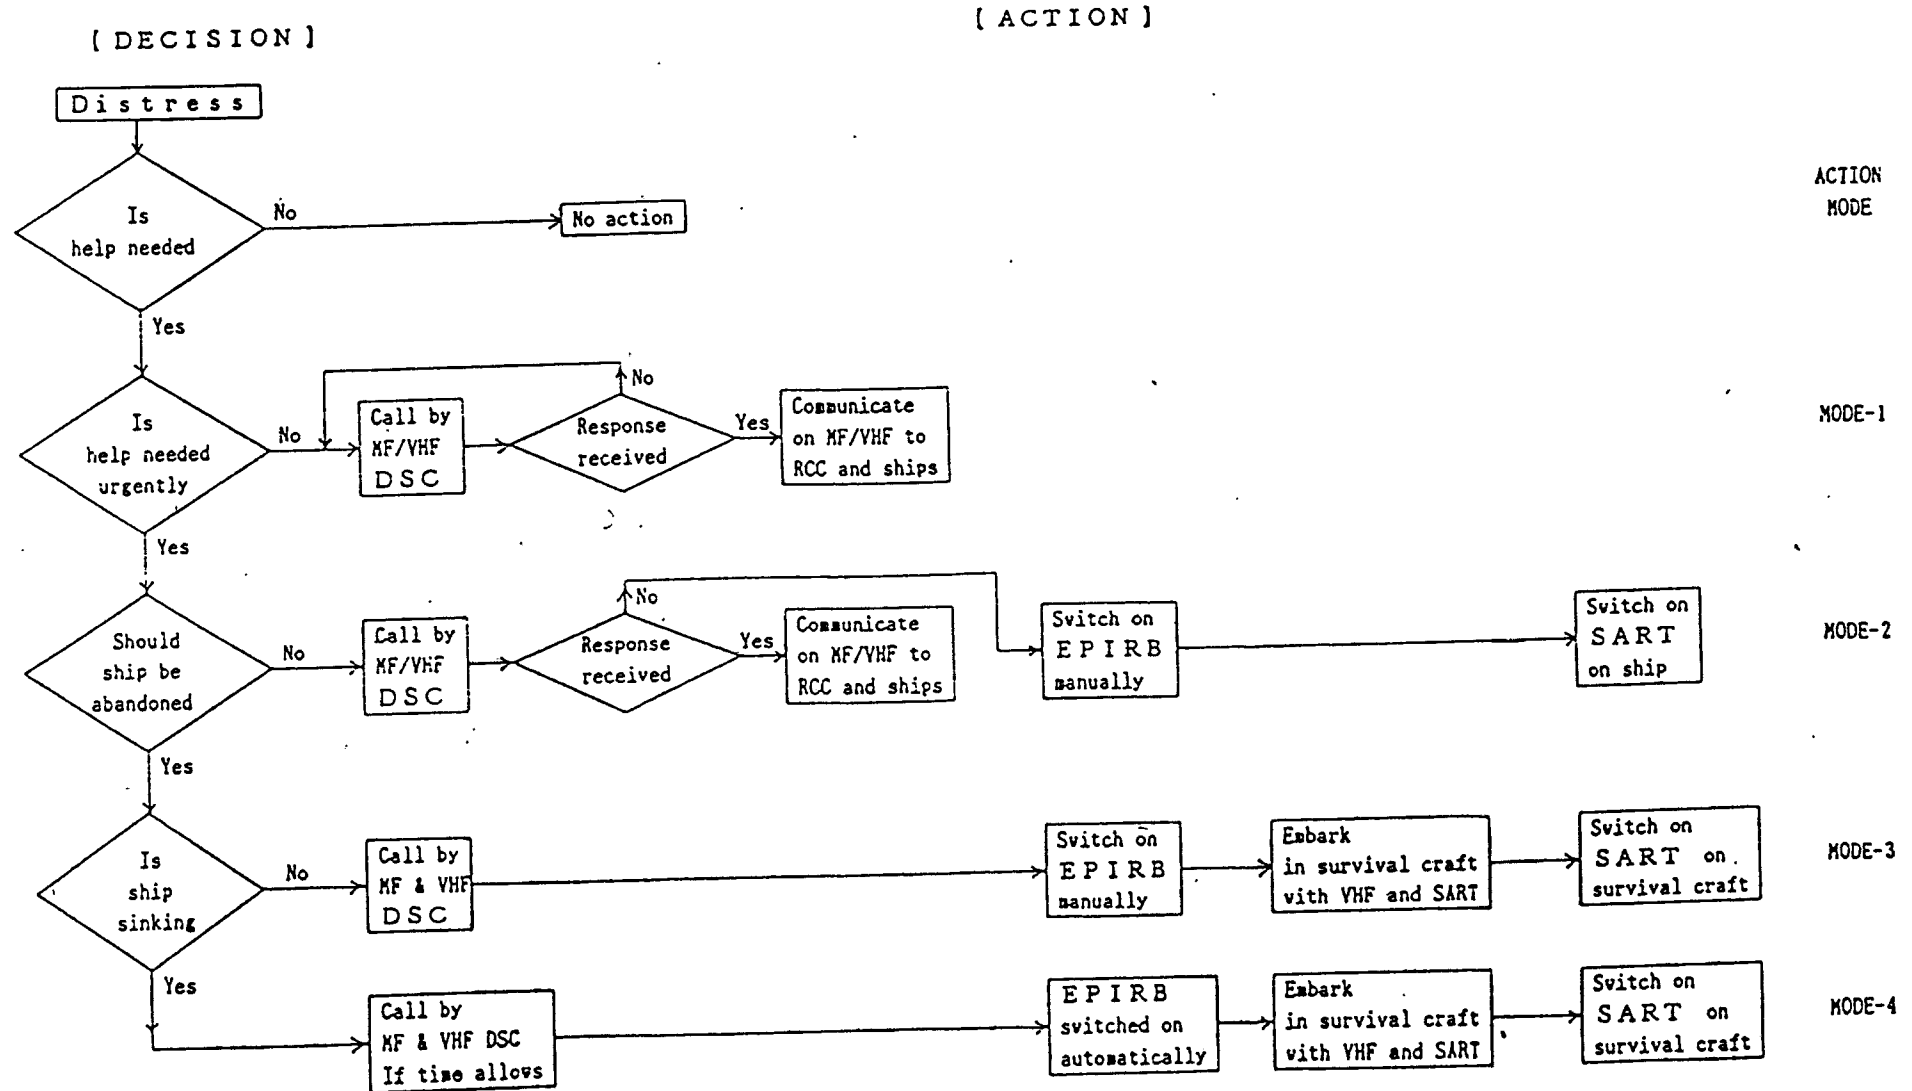 [ DECISION ]
[ ACTION ]
Distress
ACTION
MODE
Is
help needed
No
No action
Yes
Is
help needed
urgently
No
Call by
MF/VHF
DSC
Response
received
No
Yes
Communicate
on MF/VHF to
RCC and ships
MODE-1
Yes
Should
ship be
abandoned
No
Call by
MF/VHF
DSC
Response
received
No
Yes
Communicate
on MF/VHF to
RCC and ships
Switch on
EPIRB
manually
Switch on
SART
on ship
MODE-2
Yes
Is
ship
sinking
No
Call by
MF & VHF
DSC
Switch on
EPIRB
manually
Embark
in survival craft
with VHF and SART
Switch on
SART on
survival craft
MODE-3
Yes
Call by
MF & VHF DSC
If time allows
EPIRB
switched on
automatically
Embark
in survival craft
with VHF and SART
Switch on
SART on
survival craft
MODE-4